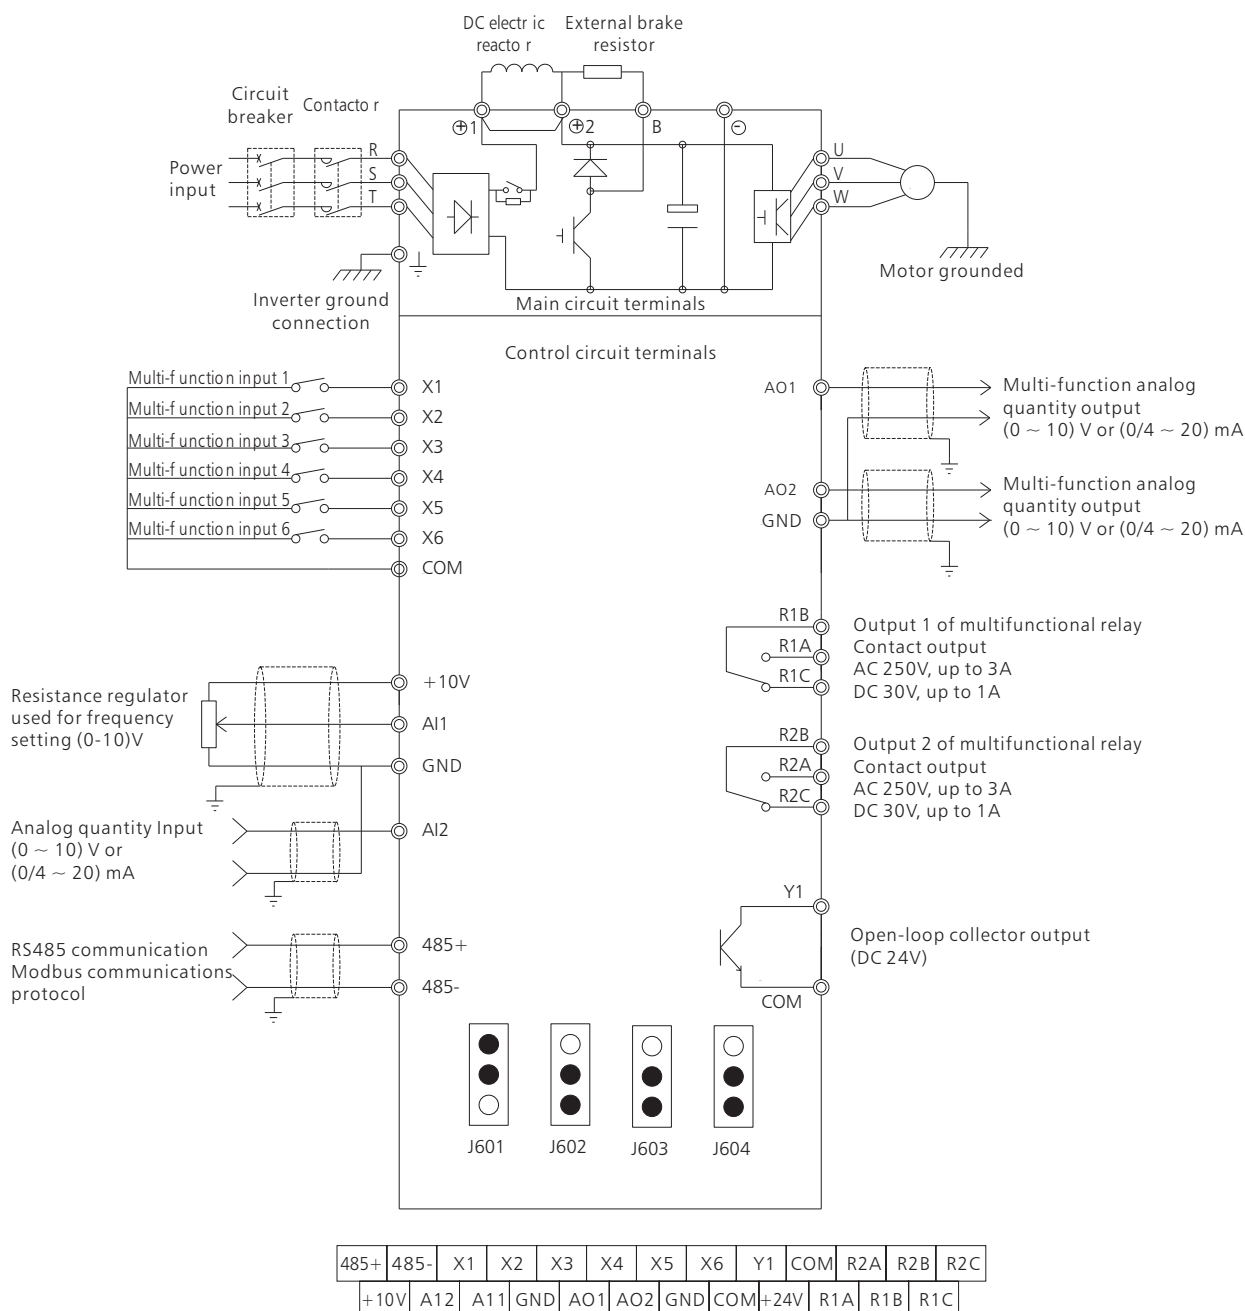 DC electr ic
reacto r
External brake
resistor
Circuit
breaker
Contacto r
⊕1
⊕2
B
⊖
Power
input
R
S
T
U
V
W
Motor grounded
Inverter ground
connection
Main circuit terminals
Control circuit terminals
Multi-f unction input 1
X1
Multi-f unction input 2
X2
Multi-f unction input 3
X3
Multi-f unction input 4
X4
Multi-f unction input 5
X5
Multi-f unction input 6
X6
COM
AO1
Multi-function analog
quantity output
(0 ~ 10) V or (0/4 ~ 20) mA
AO2
GND
Multi-function analog
quantity output
(0 ~ 10) V or (0/4 ~ 20) mA
R1B
R1A
R1C
Output 1 of multifunctional relay
Contact output
AC 250V, up to 3A
DC 30V, up to 1A
Resistance regulator
used for frequency
setting (0-10)V
+10V
AI1
GND
R2B
R2A
R2C
Output 2 of multifunctional relay
Contact output
AC 250V, up to 3A
DC 30V, up to 1A
Analog quantity Input
(0 ~ 10) V or
(0/4 ~ 20) mA
AI2
Y1
COM
Open-loop collector output
(DC 24V)
RS485 communication
Modbus communications
protocol
485+
485-
J601 J602 J603 J604
485+ 485- X1 X2 X3 X4 X5 X6 Y1 COM R2A R2B R2C
+10V A12 A11 GND AO1 AO2 GND COM +24V R1A R1B R1C